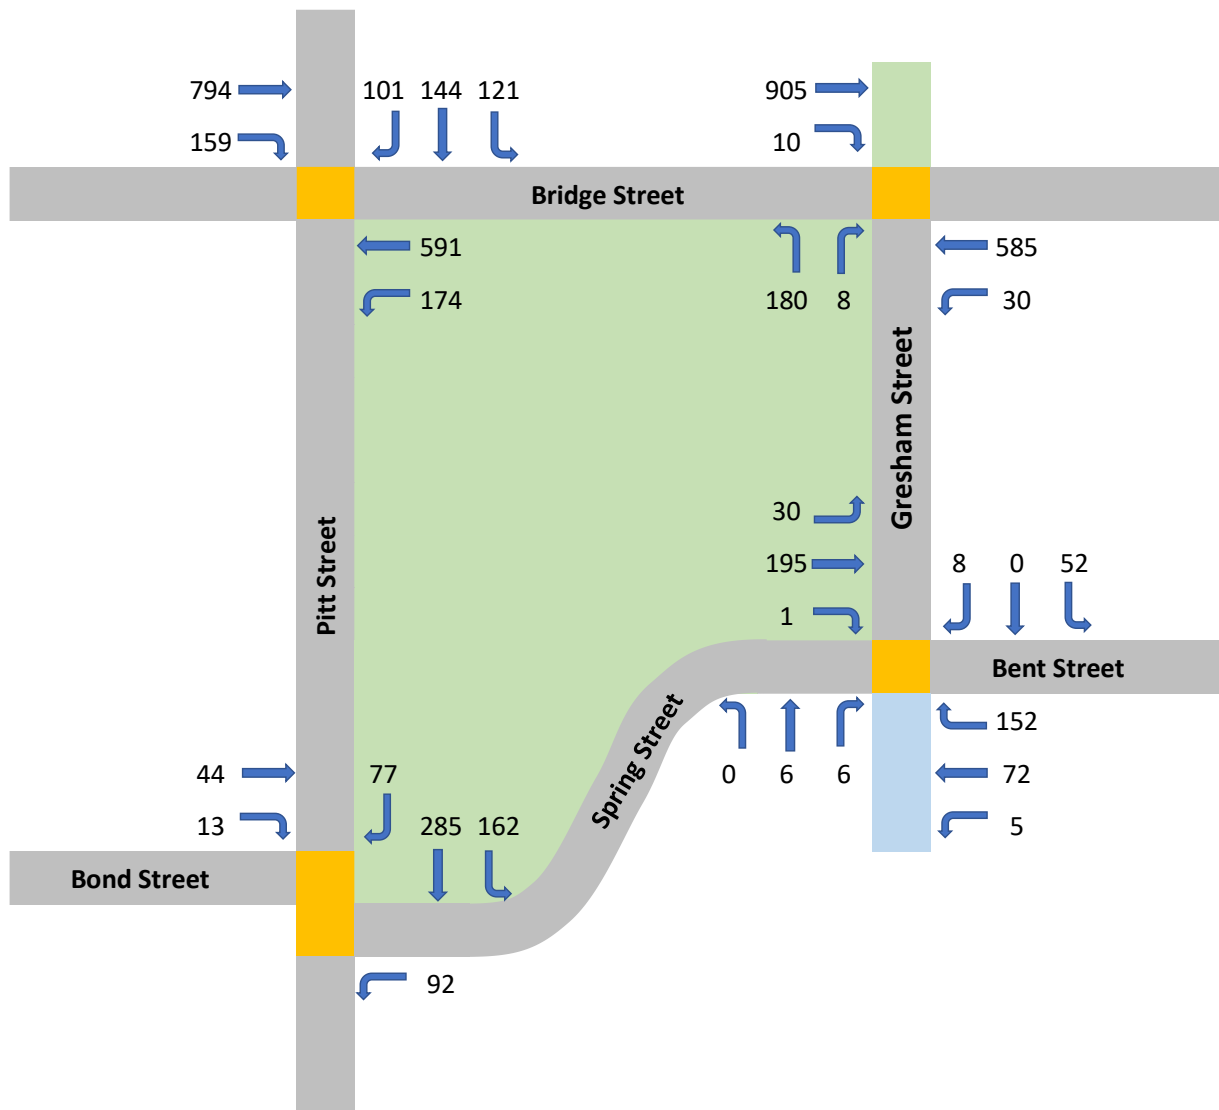 794
101 144 121
905
159
10
Bridge Street
591
585
174
180 8
30
Gresham Street
Pitt Street
30
195
8 0 52
1
Bent Street
Spring Street
152
44
77
0 6 6
72
13
285 162
5
Bond Street
92